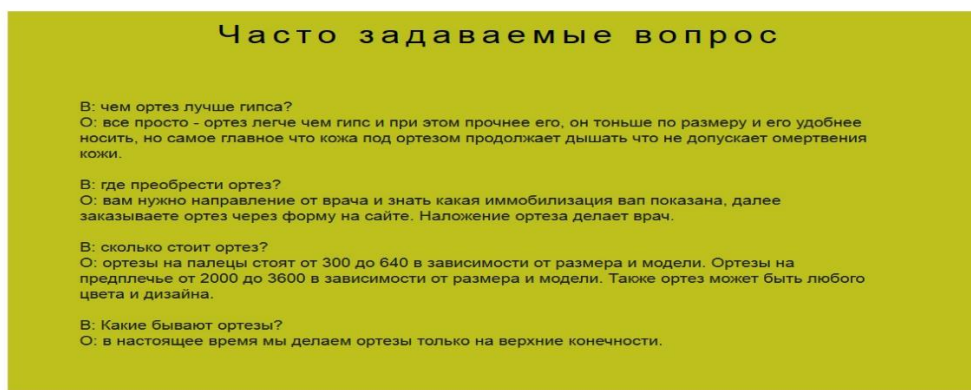 Часто задаваемые вопрос
В: чем ортез лучше гипса?
О: все просто - ортез легче чем гипс и при этом прочнее его, он тоньше по размеру и его удобнее
носить, но самое главное что кожа под ортезом продолжает дышать что не допускает омертвения
кожи.
В: где преобрести ортез?
О: вам нужно направление от врача и знать какая иммобилизация вап показана, далее
заказываете ортез через форму на сайте. Наложение ортеза делает врач.
В: сколько стоит ортез?
О: ортезы на палецы стоят от 300 до 640 в зависимости от размера и модели. Ортезы на
предплечье от 2000 до 3600 в зависимости от размера и модели. Также ортез может быть любого
цвета и дизайна.
В: Какие бывают ортезы?
О: в настоящее время мы делаем ортезы только на верхние конечности.